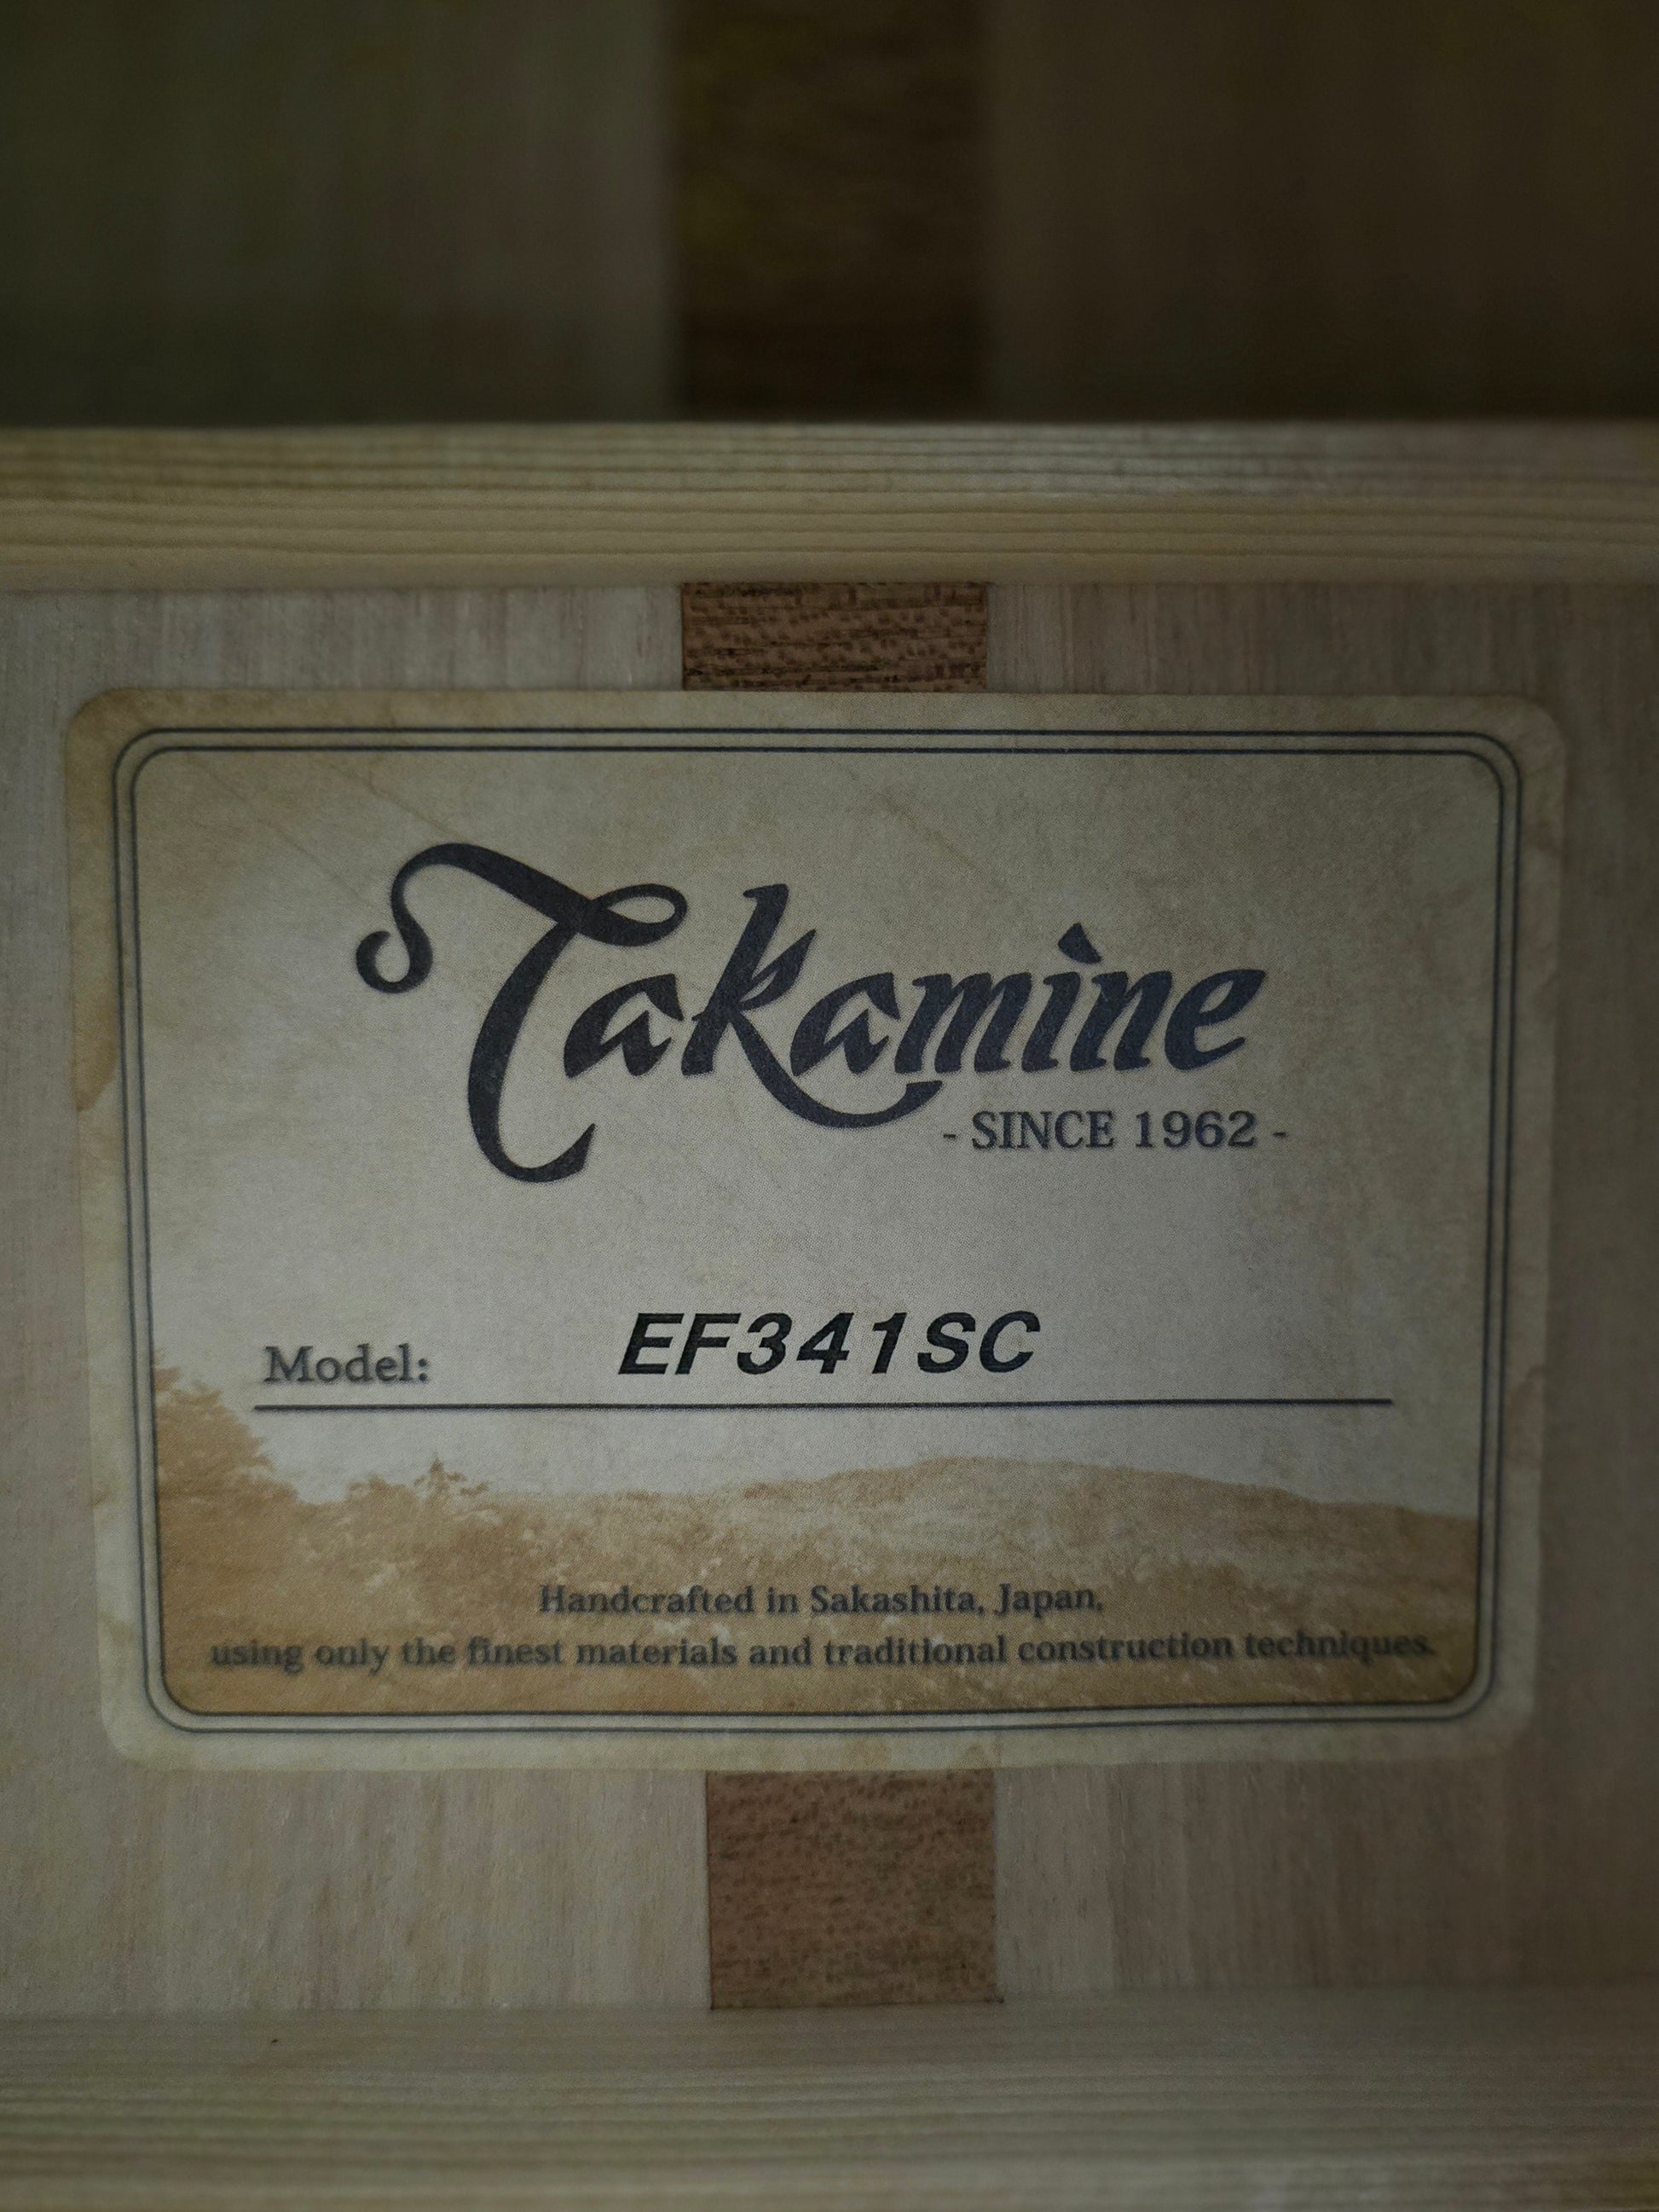 Takamine
- SINCE 1962 -
Model: EF341SC
Handcrafted in Sakashita, Japan,
using only the finest materials and traditional construction techniques.